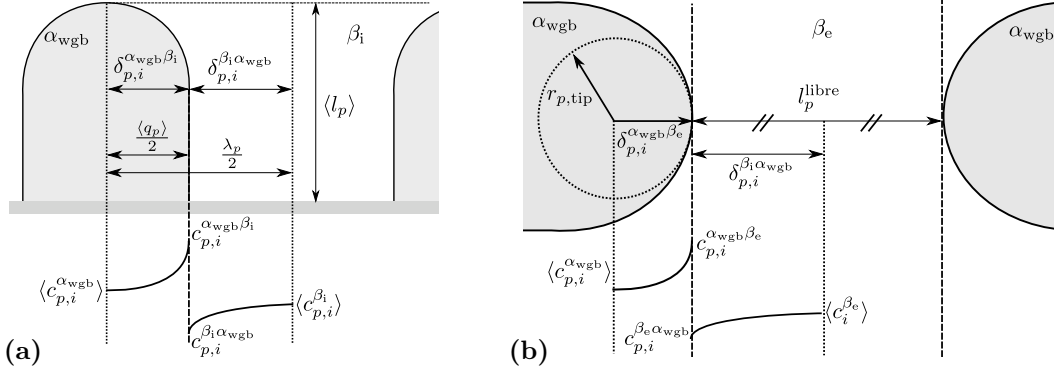 α_wgb
β_i
δ_{p,i}^{α_wgb β_i}
δ_{p,i}^{β_i α_wgb}
⟨l_p⟩
⟨q_p⟩/2
λ_p/2
c_{p,i}^{α_wgb β_i}
⟨c_{p,i}^{α_wgb}⟩
⟨c_{p,i}^{β_i}⟩
c_{p,i}^{β_i α_wgb}
(a)
α_wgb
β_e
α_wgb
r_{p,tip}
l_p^{libre}
δ_{p,i}^{α_wgb β_e}
δ_{p,i}^{β_i α_wgb}
c_{p,i}^{α_wgb β_e}
⟨c_{p,i}^{α_wgb}⟩
⟨c_i^{β_e}⟩
c_{p,i}^{β_e α_wgb}
(b)